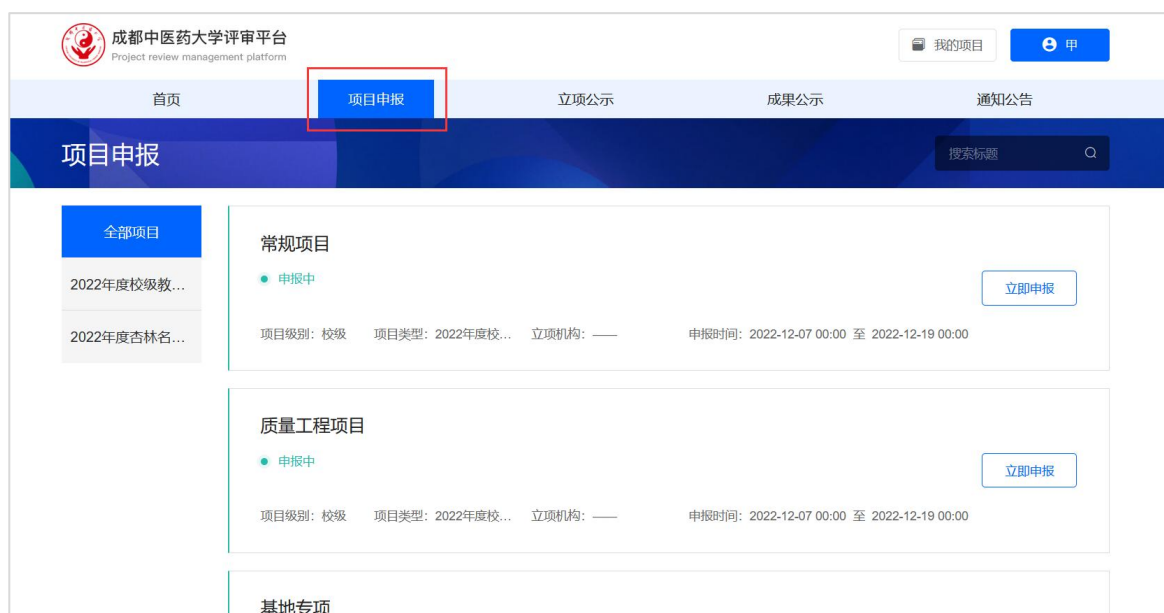 成都中医药大学评审平台
Project review management platform
我的项目
甲
首页
项目申报
立项公示
成果公示
通知公告
项目申报
搜索标题
全部项目
2022年度校级教...
2022年度杏林名...
常规项目
申报中
立即申报
项目级别：校级 项目类型：2022年度校... 立项机构：—— 申报时间：2022-12-07 00:00 至 2022-12-19 00:00
质量工程项目
申报中
立即申报
项目级别：校级 项目类型：2022年度校... 立项机构：—— 申报时间：2022-12-07 00:00 至 2022-12-19 00:00
基地专项